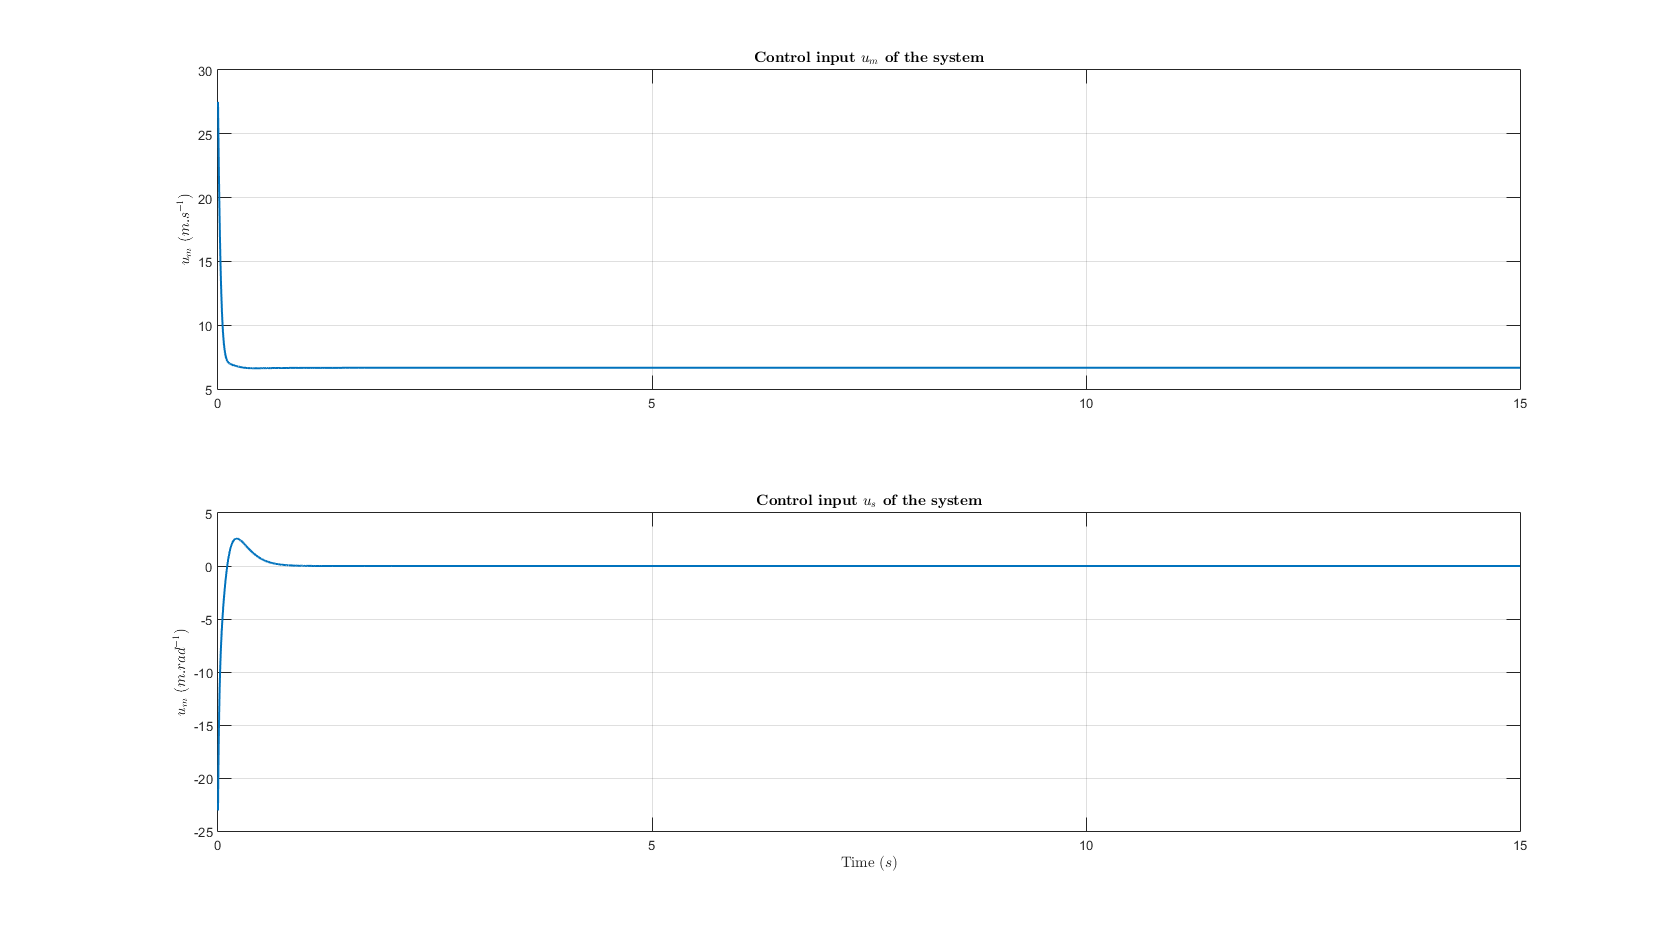 Control input u_m of the system
30
25
20
15
10
5
u_m (m.s^{-1})
0 5 10 15
Control input u_s of the system
5
0
-5
-10
-15
-20
-25
u_m (m.rad^{-1})
0 5 10 15
Time (s)